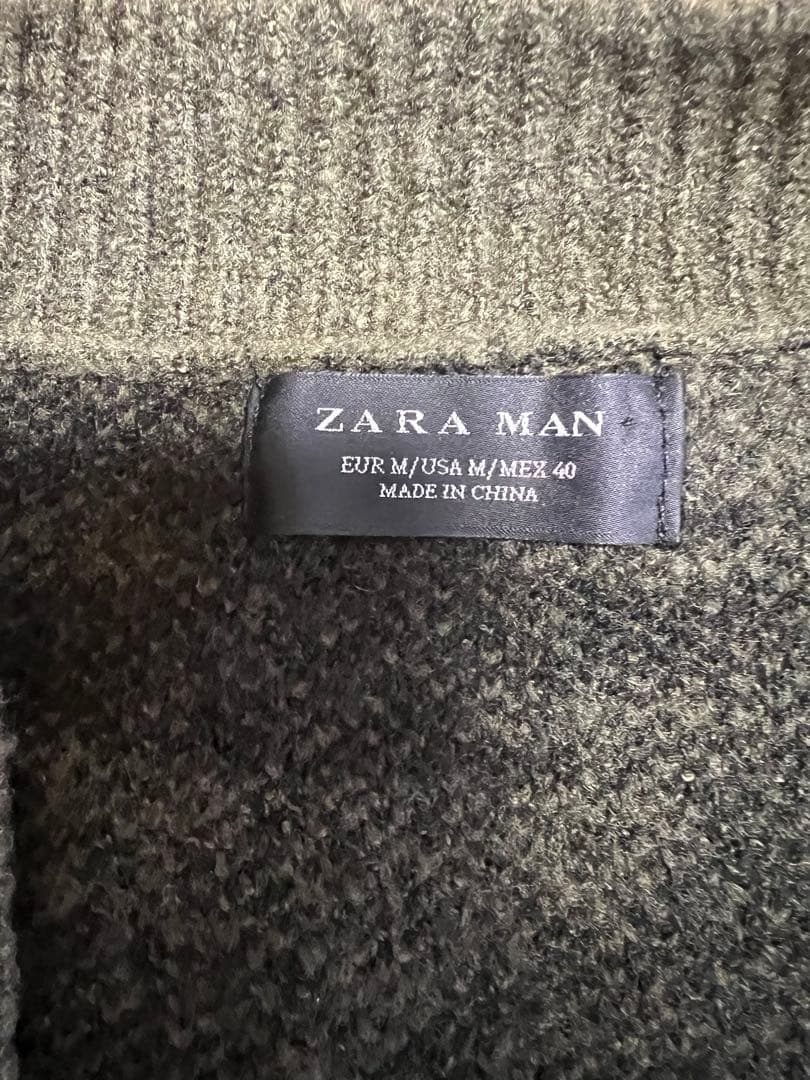 ZARA MAN
EUR M/USA M/MEX 40
MADE IN CHINA